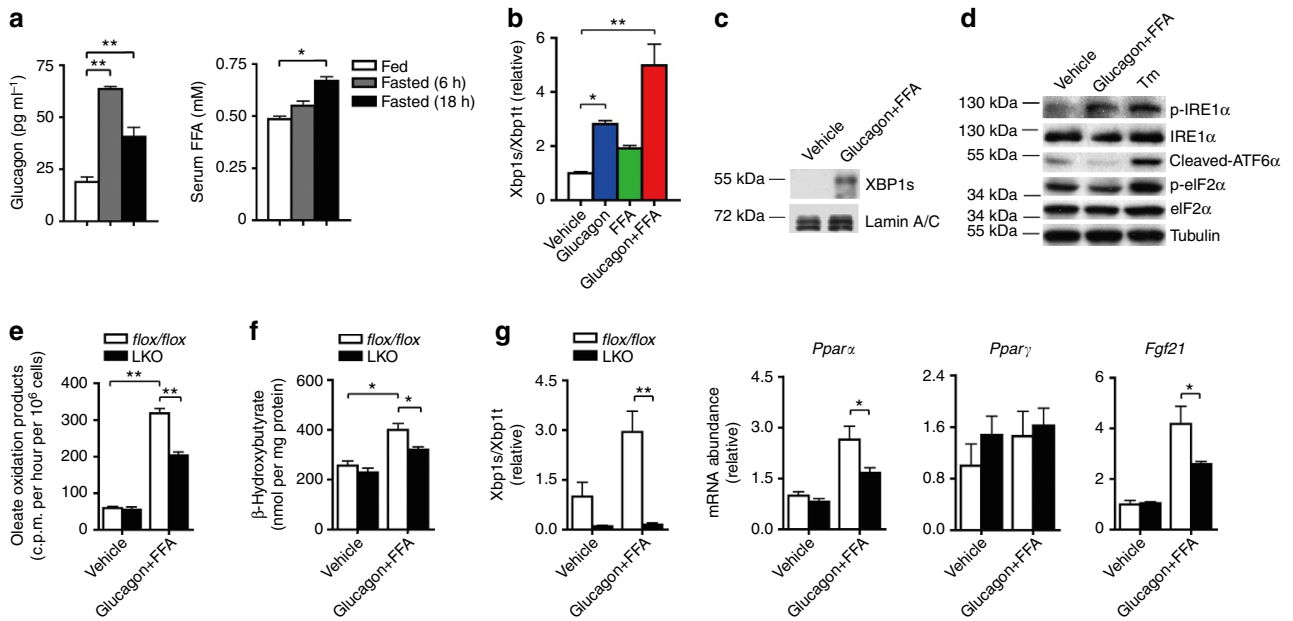 a
Glucagon (pg ml⁻¹)
75
50
25
0
**
**
Serum FFA (mM)
0.75
0.50
0.25
0
*
Fed
Fasted (6 h)
Fasted (18 h)
b
Xbp1s/Xbp1t (relative)
6
4
2
0
*
**
Vehicle
Glucagon
FFA
Glucagon+FFA
c
Vehicle
Glucagon+FFA
55 kDa
XBP1s
72 kDa
Lamin A/C
d
Vehicle
Glucagon+FFA
Tm
130 kDa
p-IRE1α
130 kDa
IRE1α
55 kDa
Cleaved-ATF6α
p-eIF2α
34 kDa
eIF2α
34 kDa
55 kDa
Tubulin
e
flox/flox
LKO
Oleate oxidation products
(c.p.m. per hour per 10⁶ cells)
400
300
200
100
0
**
**
Vehicle
Glucagon+FFA
f
flox/flox
LKO
β-Hydroxybutyrate
(nmol per mg protein)
600
400
200
0
*
*
Vehicle
Glucagon+FFA
g
flox/flox
LKO
Xbp1s/Xbp1t
(relative)
4.5
3.0
1.5
0.0
**
Vehicle
Glucagon+FFA
Pparα
mRNA abundance
(relative)
4.5
3.0
1.5
0.0
*
Vehicle
Glucagon+FFA
Pparγ
2.4
1.6
0.8
0.0
Vehicle
Glucagon+FFA
Fgf21
6
4
2
0
*
Vehicle
Glucagon+FFA